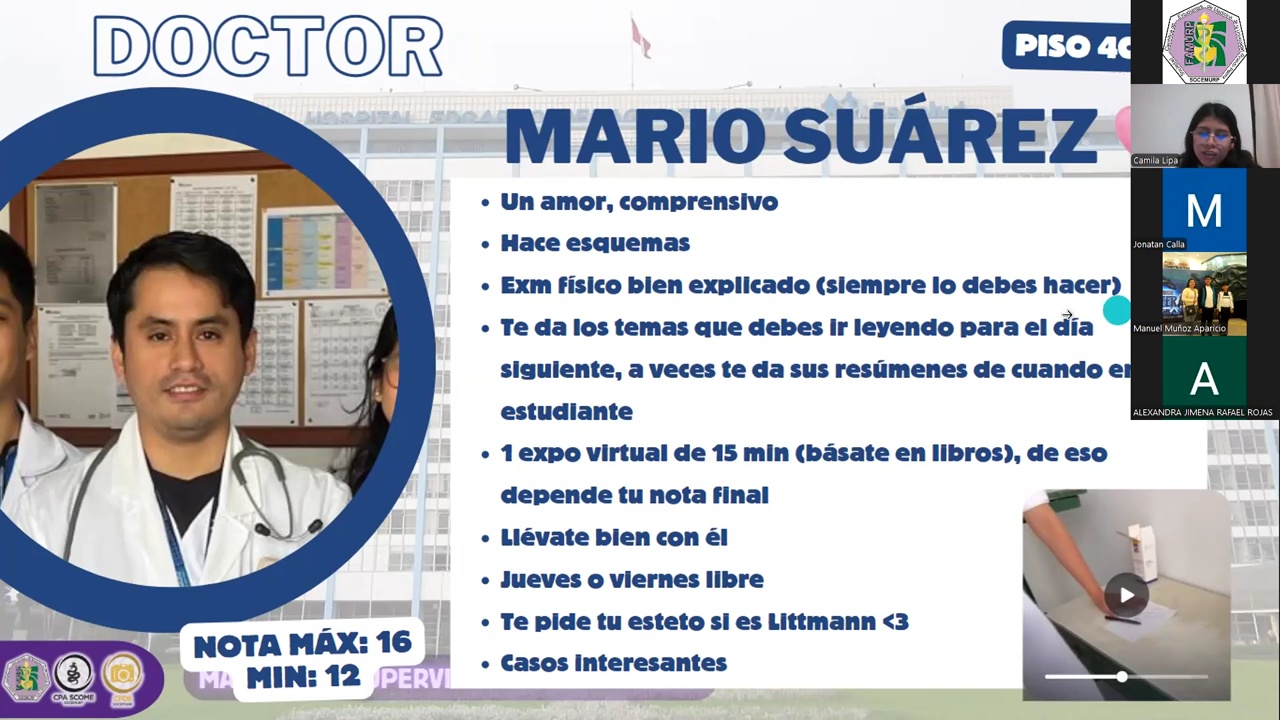 DOCTOR
PISO 4C
MARIO SUÁREZ
• Un amor, comprensivo
• Hace esquemas
• Exm físico bien explicado (siempre lo debes hacer)
• Te da los temas que debes ir leyendo para el día
siguiente, a veces te da sus resúmenes de cuando er
estudiante
• 1 expo virtual de 15 min (básate en libros), de eso
depende tu nota final
• Llévate bien con él
• Jueves o viernes libre
• Te pide tu esteto si es Littmann <3
• Casos interesantes
NOTA MÁX: 16
MIN: 12
CPA SCOME
FAMURP
SOCEMURP
Camila Lipa
M
Jonatan Calla
Manuel Muñoz Aparicio
A
ALEXANDRA JIMENA RAFAEL ROJAS